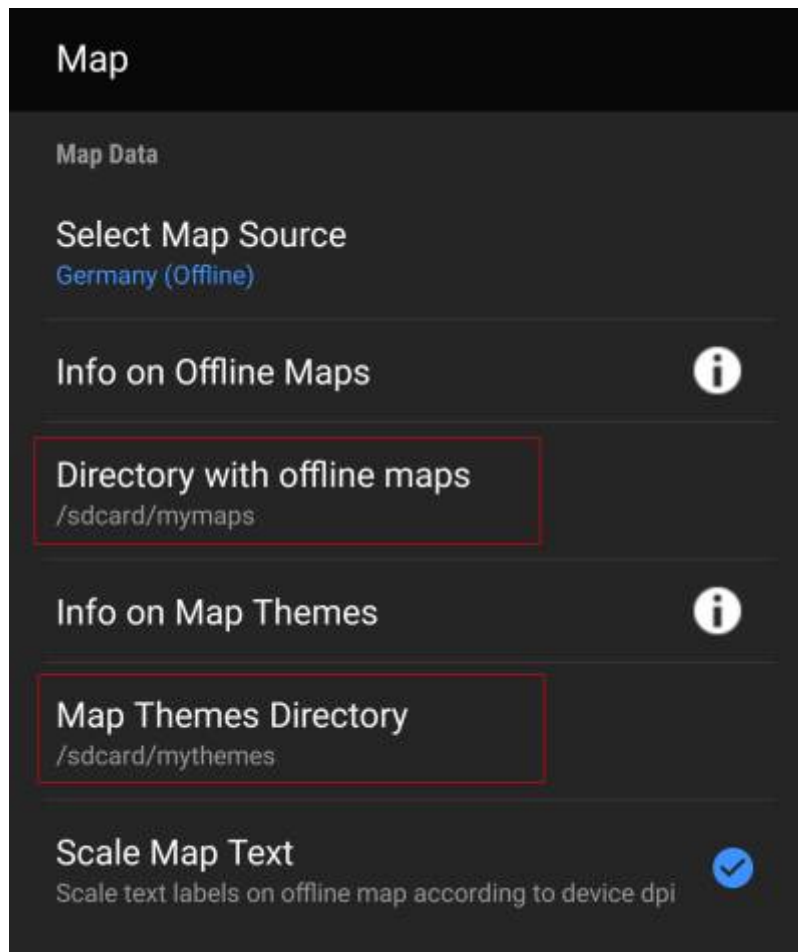 Map
Map Data
Select Map Source
Germany (Offline)
Info on Offline Maps
Directory with offline maps
/sdcard/mymaps
Info on Map Themes
Map Themes Directory
/sdcard/mythemes
Scale Map Text
Scale text labels on offline map according to device dpi